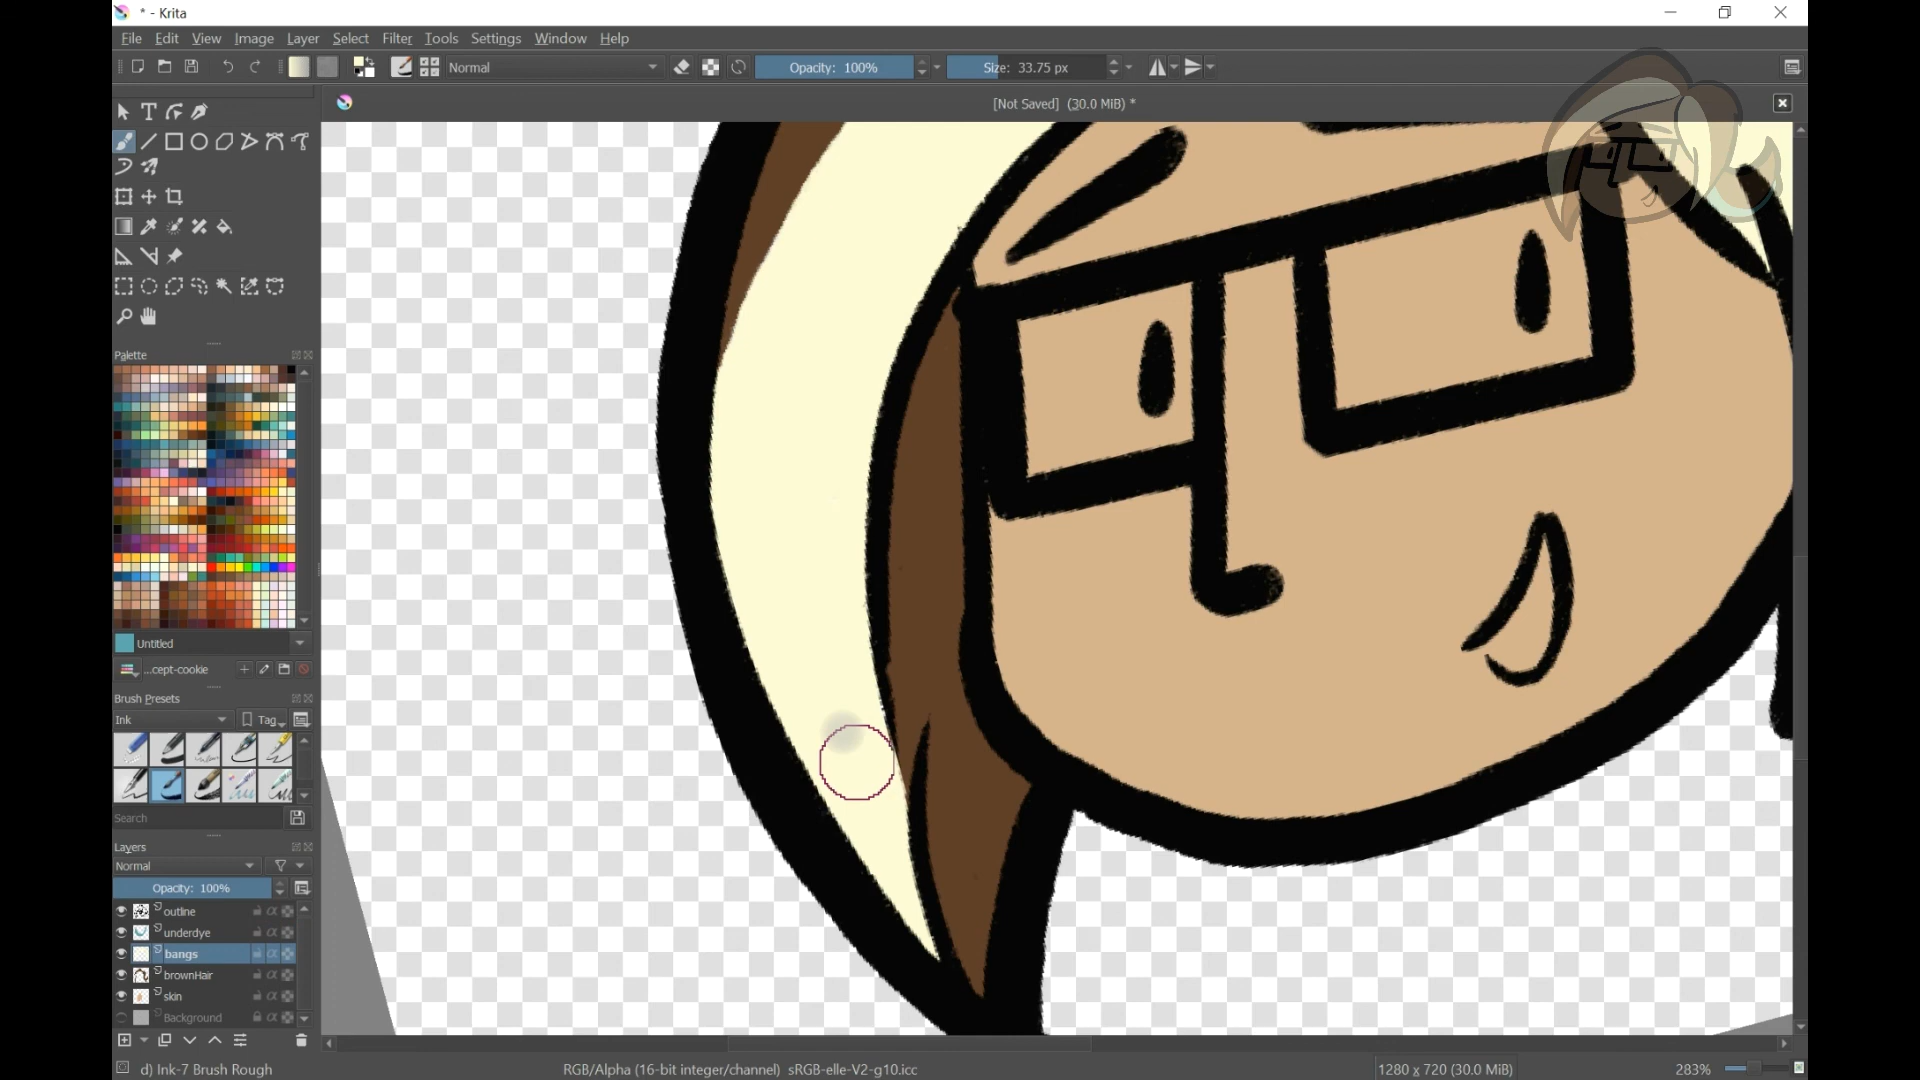 * - Krita
File Edit View Image Layer Select Filter Tools Settings Window Help
Normal Opacity: 100% Size: 33.75 px
[Not Saved] (30.0 MiB) *
Palette
Untitled
...cept-cookie
Brush Presets
Ink Tag
Search
Layers
Normal
Opacity: 100%
outline
underdye
bangs
brownHair
skin
Background
d) Ink-7 Brush Rough RGB/Alpha (16-bit integer/channel) sRGB-elle-V2-g10.icc 1280 x 720 (30.0 MiB) 283%